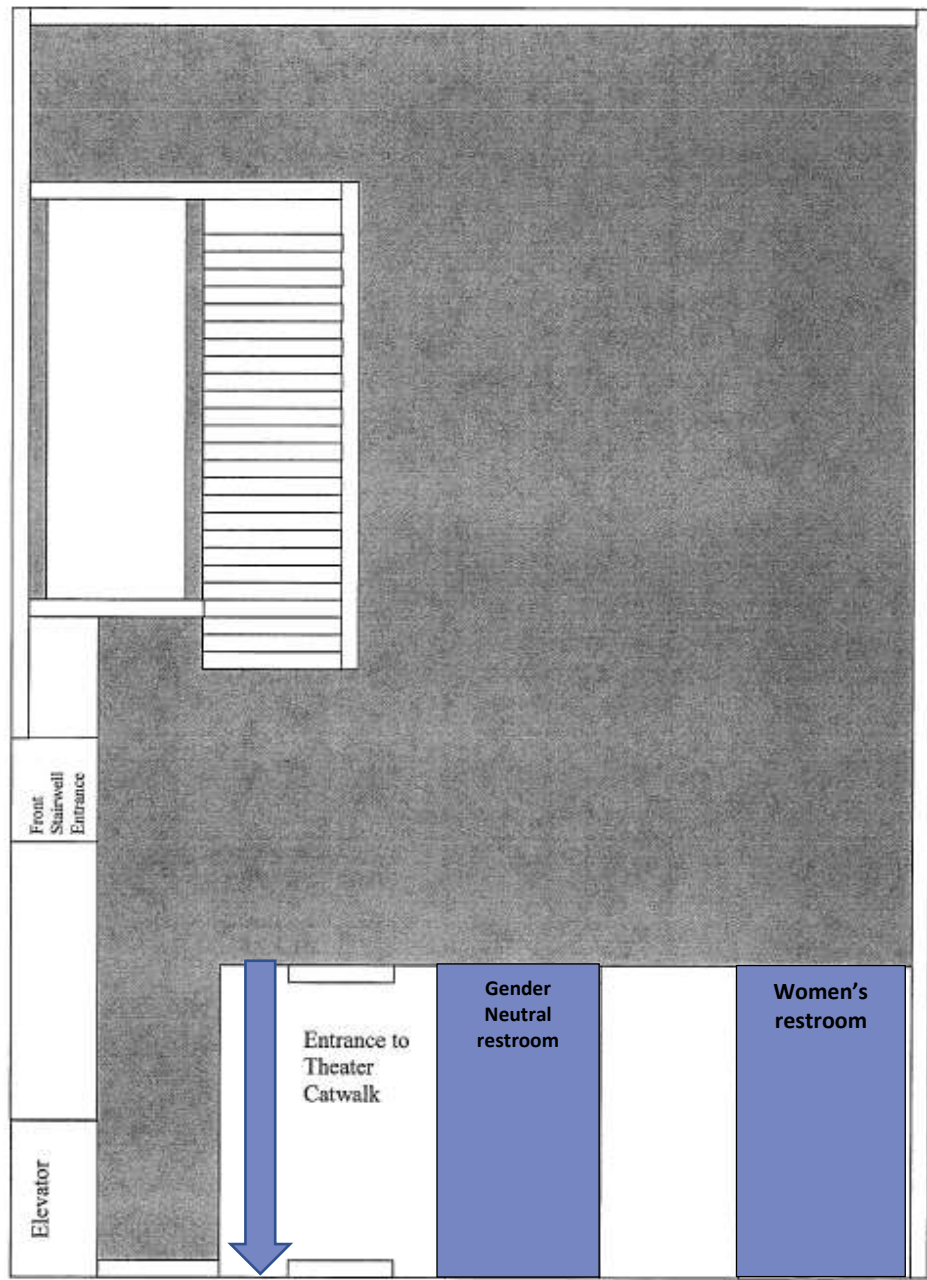 Front
Stairwell
Entrance
Gender
Neutral
restroom
Women's
restroom
Entrance to
Theater
Catwalk
Elevator